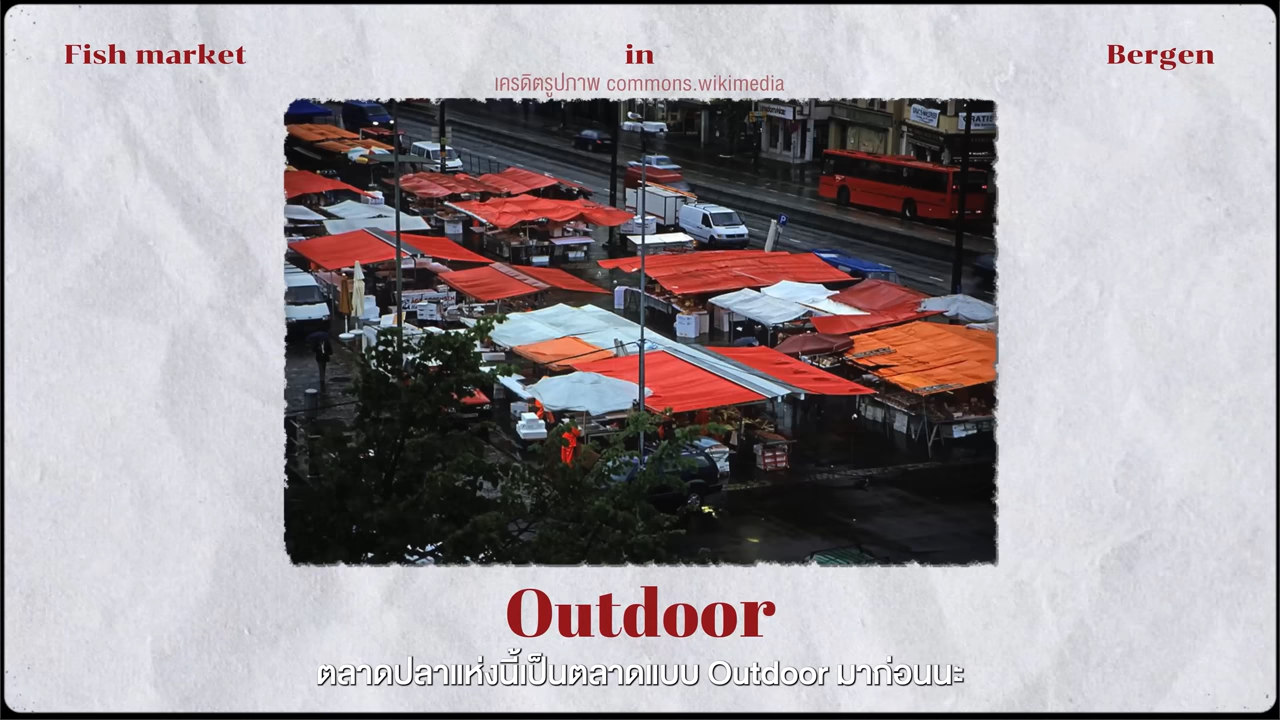 Fish market in Bergen
เครดิตรูปภาพ commons.wikimedia
Outdoor
ตลาดปลาแห่งนี้เป็นตลาดแบบ Outdoor มาก่อนนะ